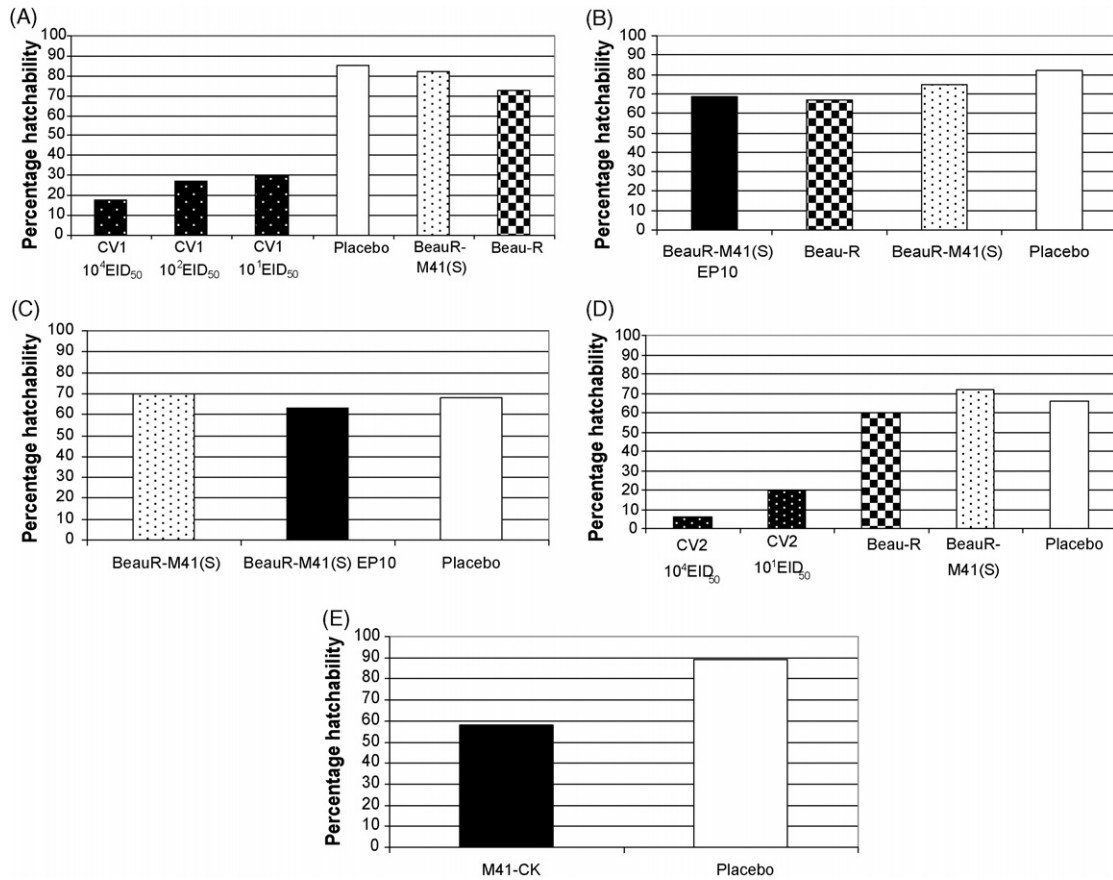 (A)
Percentage hatchability
100
90
80
70
60
50
40
30
20
10
0
CV1 10⁴EID₅₀
CV1 10²EID₅₀
CV1 10¹EID₅₀
Placebo
BeauR-
M41(S)
Beau-R
(B)
Percentage hatchability
100
90
80
70
60
50
40
30
20
10
0
BeauR-M41(S)
EP10
Beau-R
BeauR-M41(S)
Placebo
(C)
Percentage hatchability
100
90
80
70
60
50
40
30
20
10
0
BeauR-M41(S)
BeauR-M41(S) EP10
Placebo
(D)
Percentage hatchability
100
90
80
70
60
50
40
30
20
10
0
CV2
10⁴EID₅₀
CV2
10¹EID₅₀
Beau-R
BeauR-
M41(S)
Placebo
(E)
Percentage hatchability
100
90
80
70
60
50
40
30
20
10
0
M41-CK
Placebo